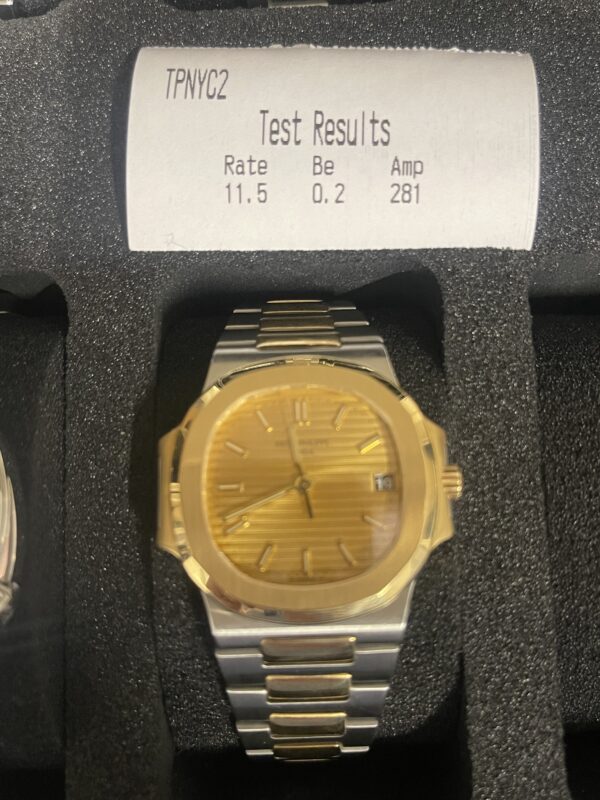 TPNYC2
Test Results
Rate Be Amp
11.5 0.2 281